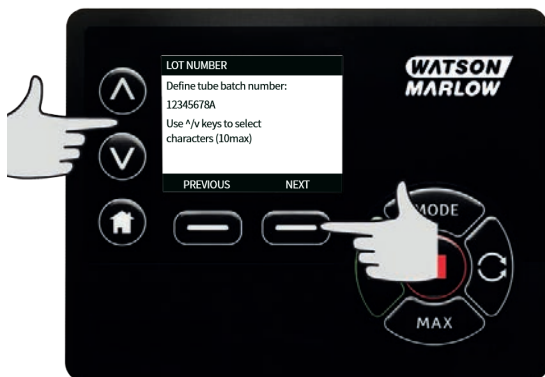 LOT NUMBER
Define tube batch number:
12345678A
Use ^/v keys to select
characters (10max)
PREVIOUS NEXT
WATSON
MARLOW
MODE
MAX